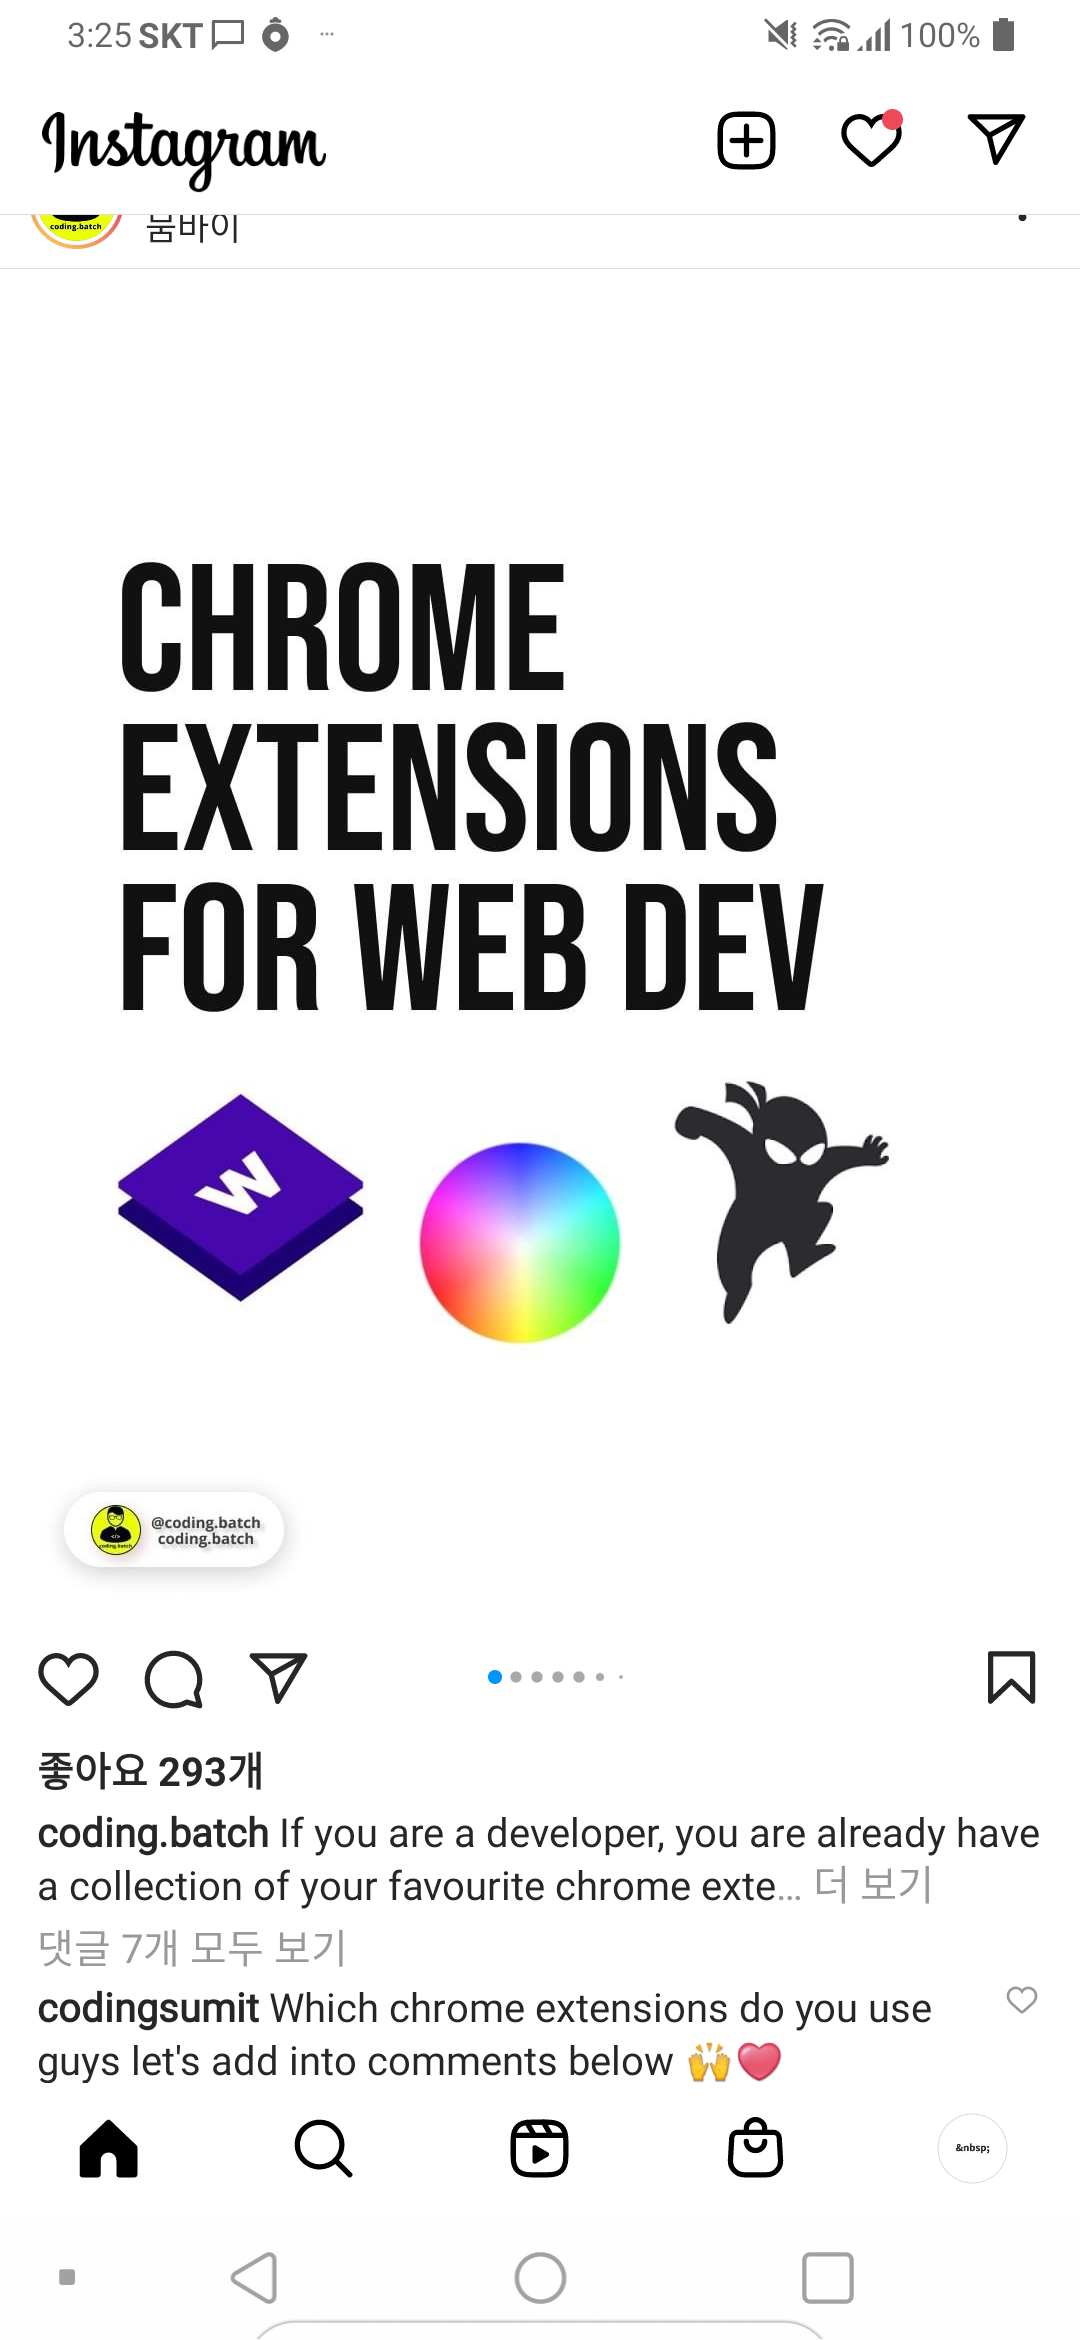 3:25 SKT 100%
Instagram
coding.batch
뭄바이
CHROME
EXTENSIONS
FOR WEB DEV
W
@coding.batch
coding.batch
coding.batch
좋아요 293개
coding.batch If you are a developer, you are already have
a collection of your favourite chrome exte... 더 보기
댓글 7개 모두 보기
codingsumit Which chrome extensions do you use
guys let's add into comments below 🙌❤️
&nbsp;